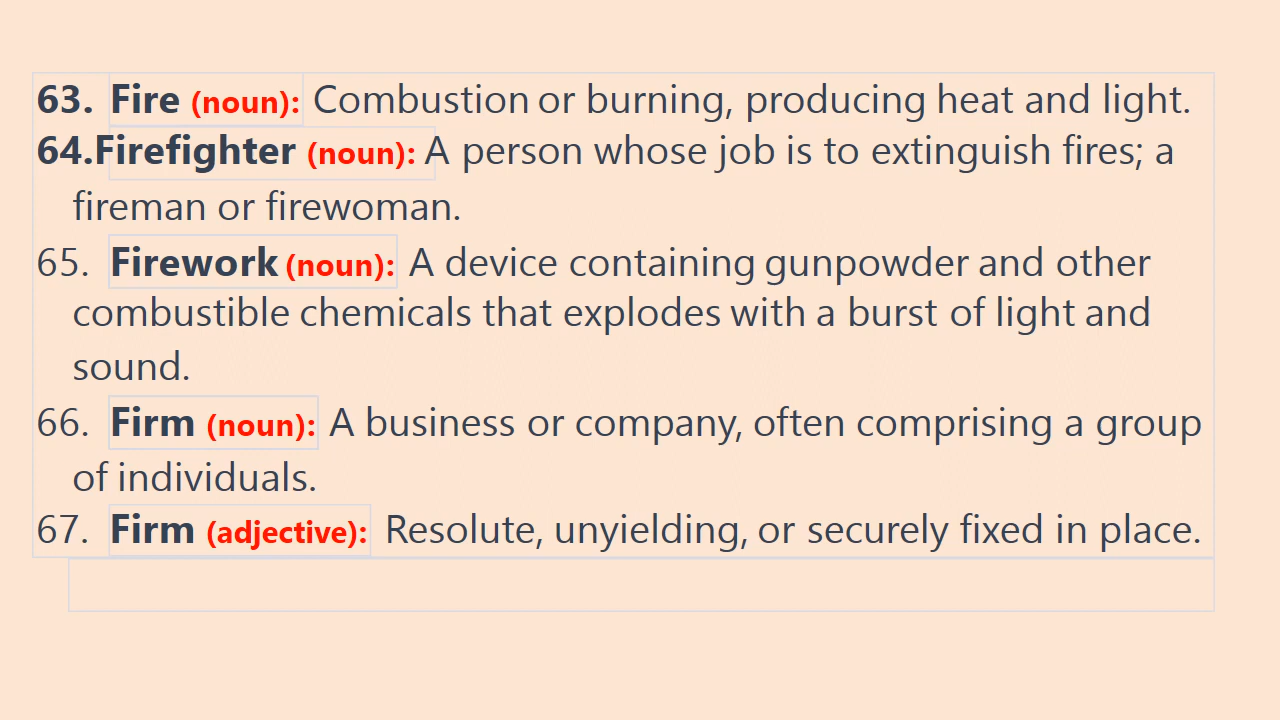 63. Fire (noun): Combustion or burning, producing heat and light.
64.Firefighter (noun): A person whose job is to extinguish fires; a
fireman or firewoman.
65. Firework (noun): A device containing gunpowder and other
combustible chemicals that explodes with a burst of light and
sound.
66. Firm (noun): A business or company, often comprising a group
of individuals.
67. Firm (adjective): Resolute, unyielding, or securely fixed in place.